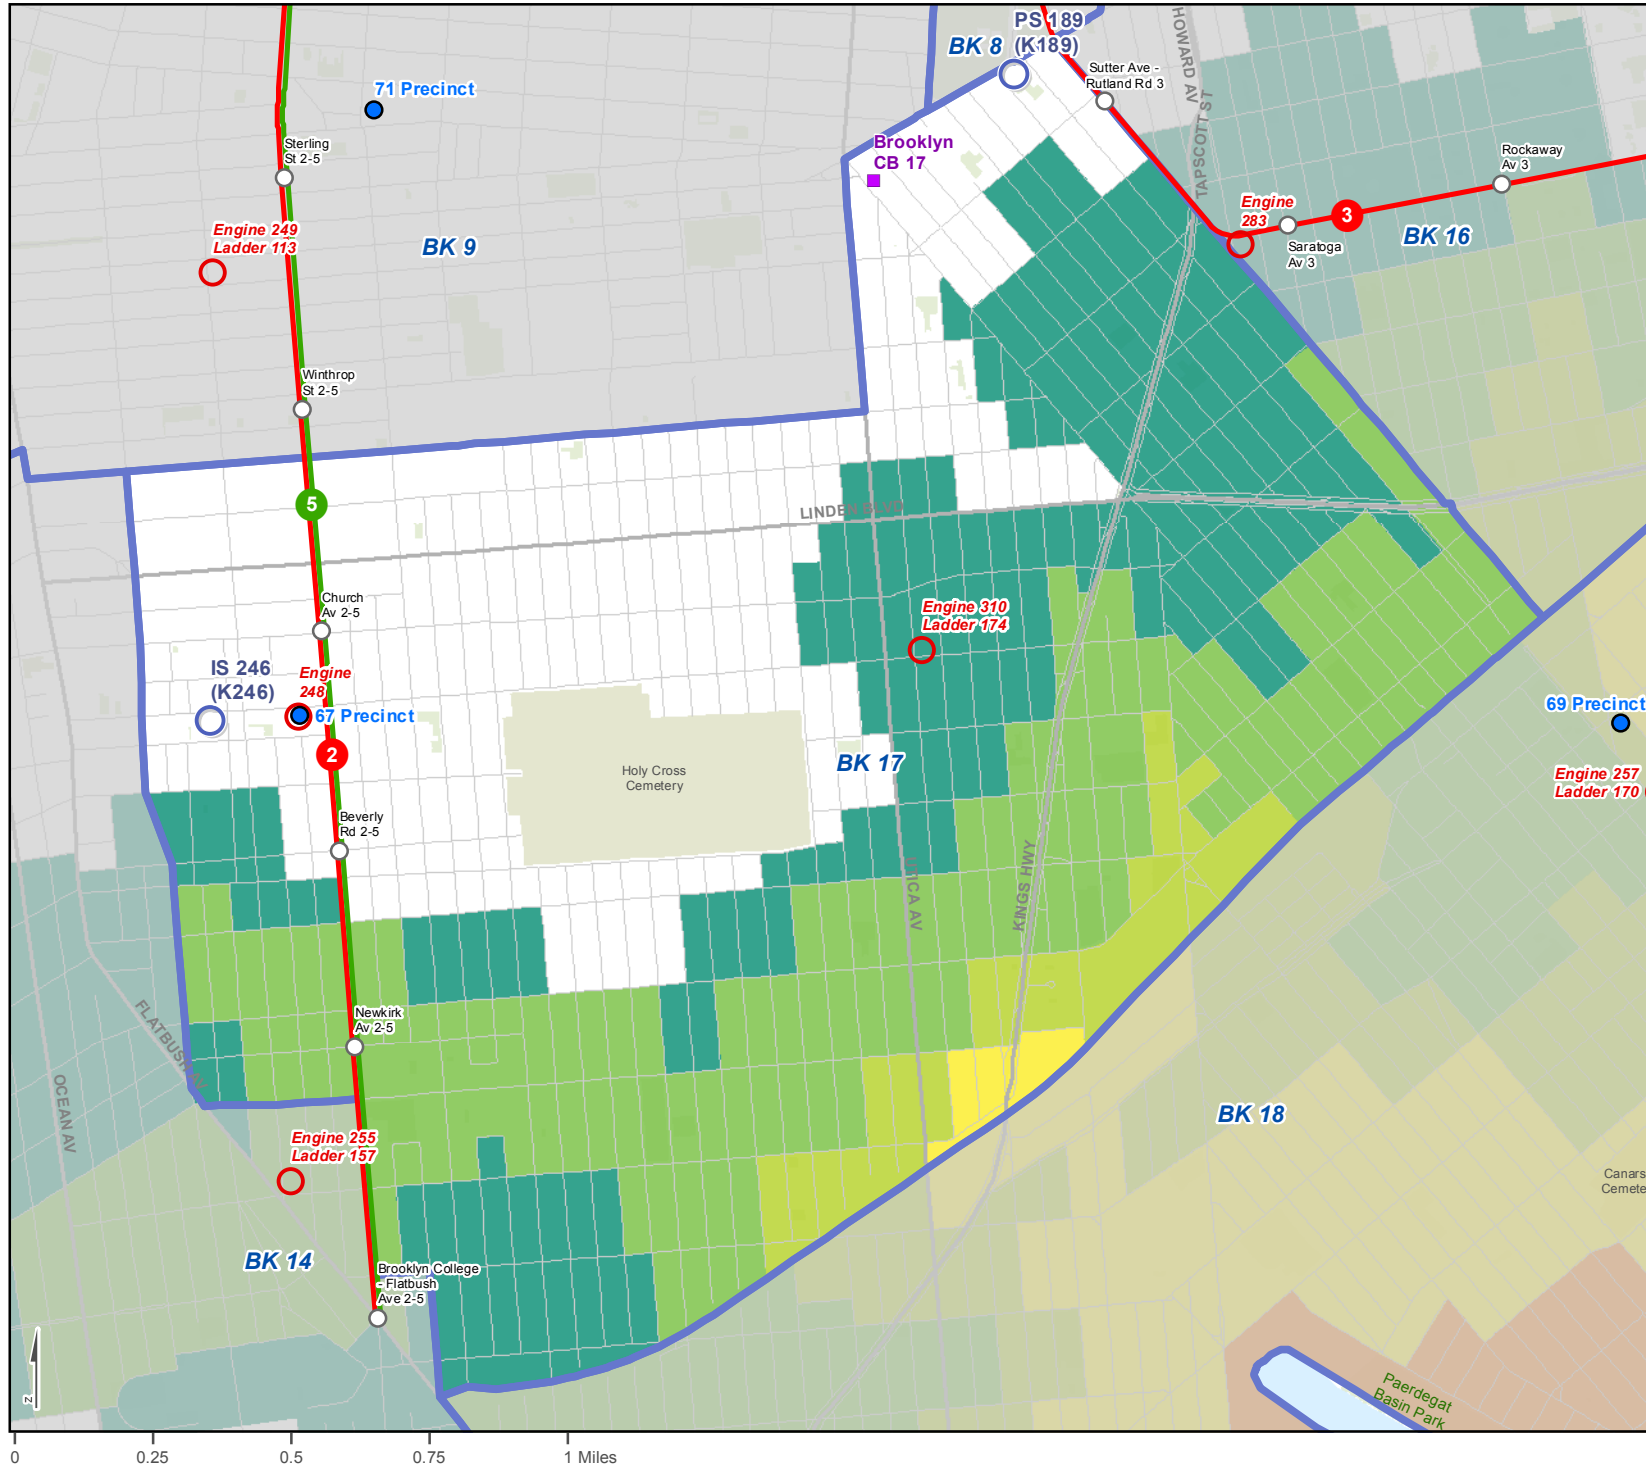 PS 189
(K189)
BK 8
HOWARD AV
Sutter Ave -
Rutland Rd 3
71 Precinct
TAPSCOTT ST
Sterling
St 2-5
Brooklyn
CB 17
Rockaway
Av 3
Engine
283
3
Engine 249
Ladder 113
BK 9
BK 16
Saratoga
Av 3
Winthrop
St 2-5
5
LINDEN BLVD
Church
Av 2-5
Engine 310
Ladder 174
IS 246
(K246)
Engine
248
67 Precinct
69 Precinct
2
BK 17
Holy Cross
Cemetery
Engine 257
Ladder 170
Beverly
Rd 2-5
UTICA AV
KINGS HWY
Newkirk
Av 2-5
FLATBUSH AV
OCEAN AV
BK 18
Engine 255
Ladder 157
Canars
Cemete
BK 14
Brooklyn College
- Flatbush
Ave 2-5
Paerdegat
Basin Park
N
0 0.25 0.5 0.75 1 Miles